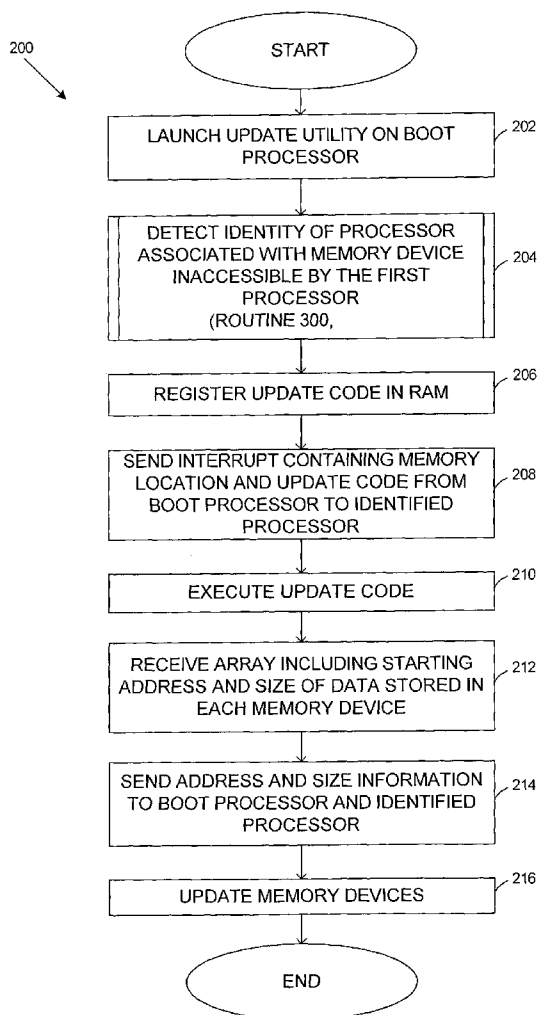 200
START
LAUNCH UPDATE UTILITY ON BOOT
PROCESSOR
202
DETECT IDENTITY OF PROCESSOR
ASSOCIATED WITH MEMORY DEVICE
INACCESSIBLE BY THE FIRST
PROCESSOR
(ROUTINE 300,
204
REGISTER UPDATE CODE IN RAM
206
SEND INTERRUPT CONTAINING MEMORY
LOCATION AND UPDATE CODE FROM
BOOT PROCESSOR TO IDENTIFIED
PROCESSOR
208
EXECUTE UPDATE CODE
210
RECEIVE ARRAY INCLUDING STARTING
ADDRESS AND SIZE OF DATA STORED IN
EACH MEMORY DEVICE
212
SEND ADDRESS AND SIZE INFORMATION
TO BOOT PROCESSOR AND IDENTIFIED
PROCESSOR
214
UPDATE MEMORY DEVICES
216
END